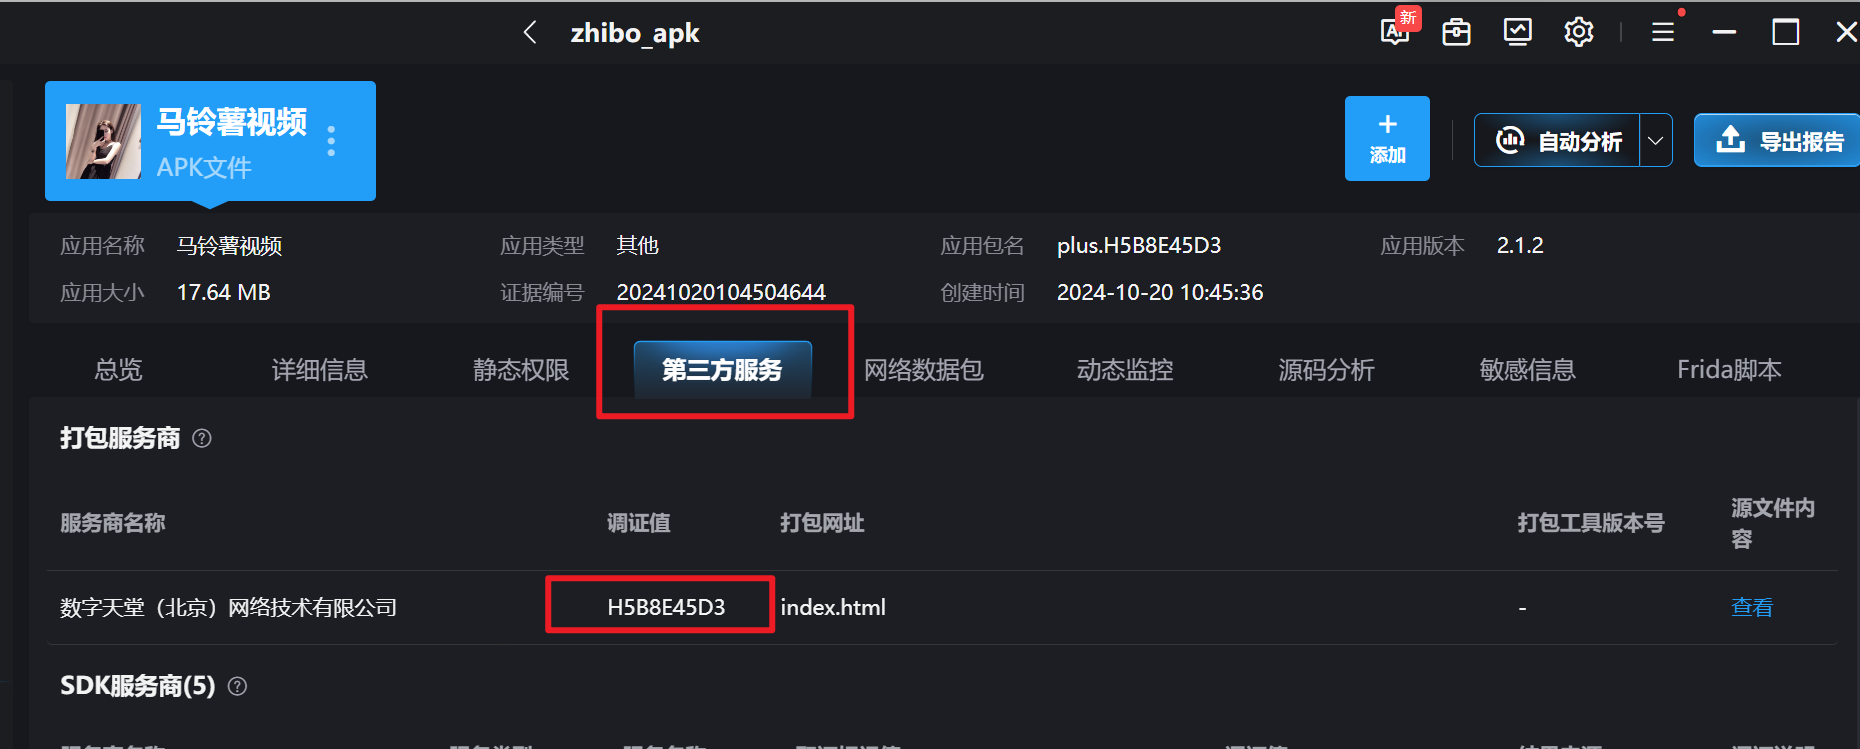 zhibo_apk
新
马铃薯视频
APK文件
添加
自动分析
导出报告
应用名称 马铃薯视频 应用类型 其他 应用包名 plus.H5B8E45D3 应用版本 2.1.2
应用大小 17.64 MB 证据编号 20241020104504644 创建时间 2024-10-20 10:45:36
总览 详细信息 静态权限 第三方服务 网络数据包 动态监控 源码分析 敏感信息 Frida脚本
打包服务商
服务商名称 调证值 打包网址 打包工具版本号 源文件内
容
数字天堂（北京）网络技术有限公司 H5B8E45D3 index.html - 查看
SDK服务商(5)